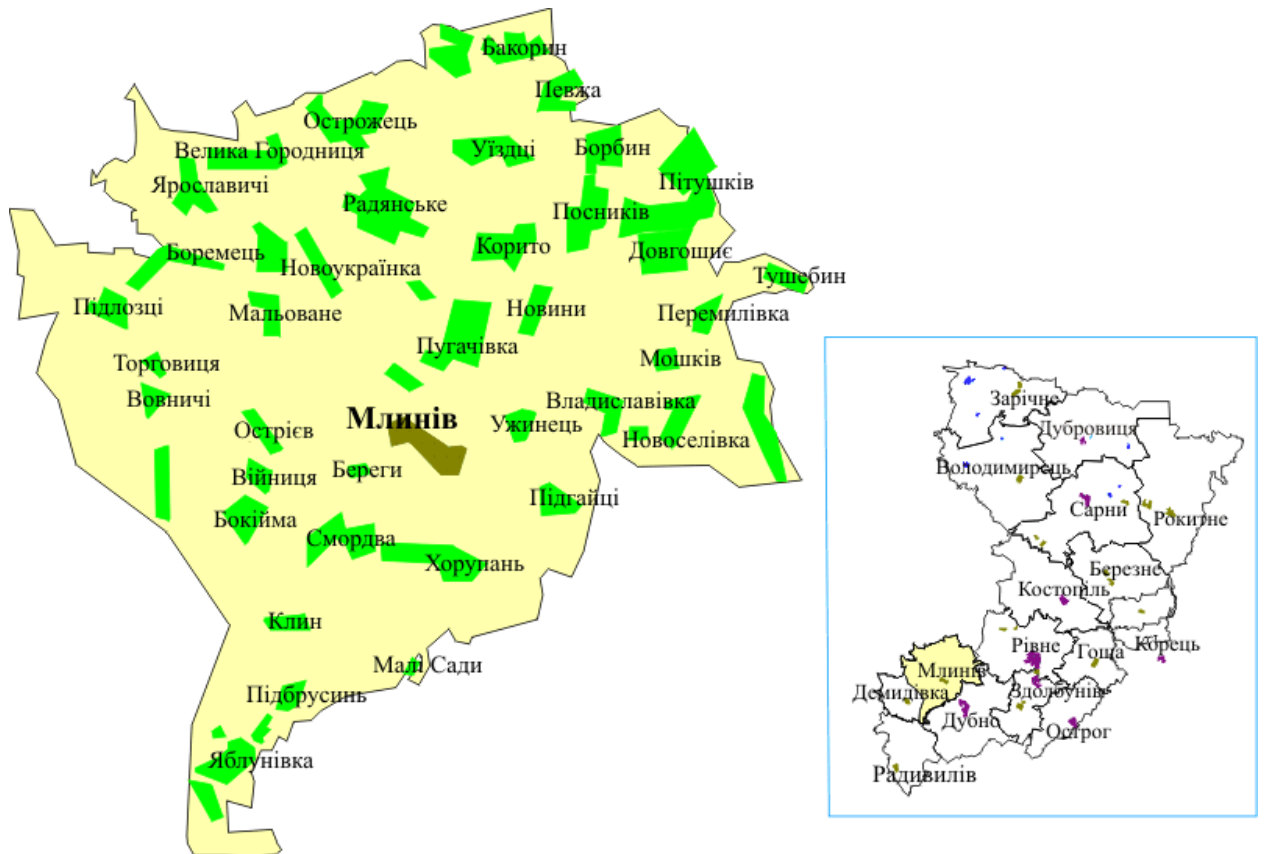 Бакорин
Певжа
Острожець
Велика Городниця
Уїздці
Борбин
Ярославичі
Пітушків
Радянське
Посників
Боремець
Корито
Довгошиє
Новоукраїнка
Тушебин
Підлозці
Мальоване
Новини
Перемилівка
Пугачівка
Торговиця
Мошків
Вовничі
Владиславівка
Млинів
Ужинець
Острієв
Новоселівка
Війниця
Береги
Підгайці
Бокійма
Смордва
Хорупань
Клин
Малі Сади
Підбрусинь
Яблунівка
Зарічне
Дубровиця
Володимирець
Сарни
Рокитне
Березне
Костопіль
Рівне
Гоща
Корець
Млинів
Демидівка
Здолбунів
Дубно
Острог
Радивилів